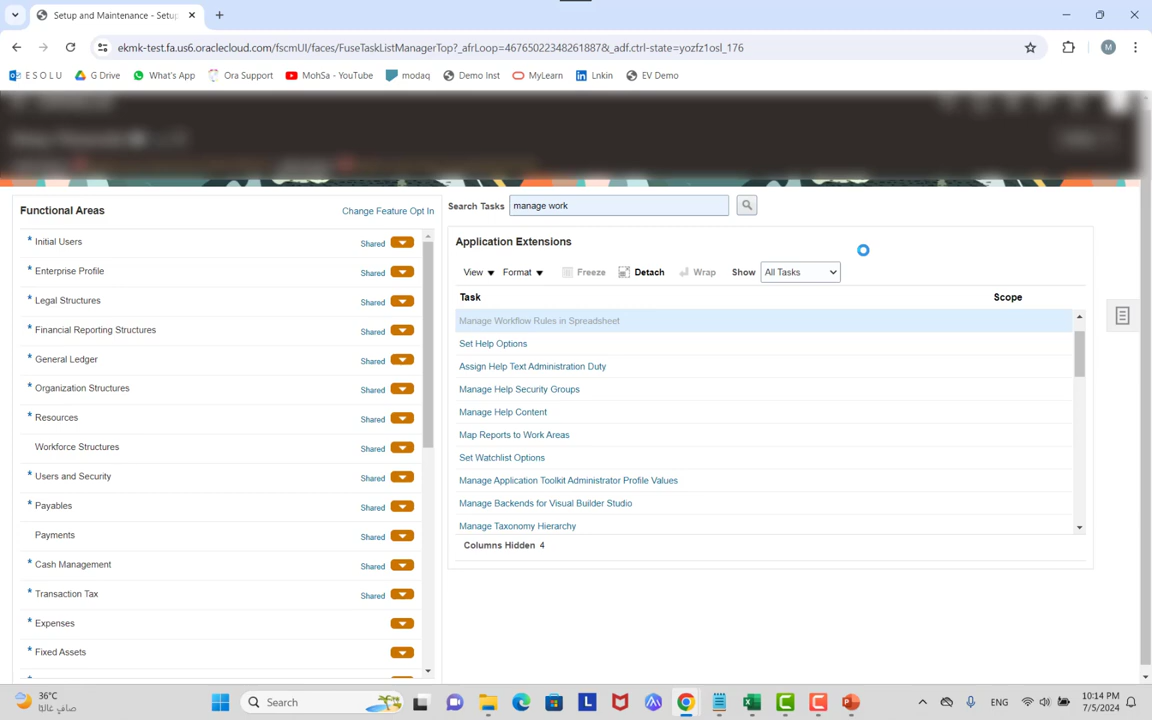 Setup and Maintenance - Setup
ekmk-test.fa.us6.oraclecloud.com/fscmUI/faces/FuseTaskListManagerTop?_afrLoop=46765022348261887&_adf.ctrl-state=yozfz1osl_176
M
E S O L U
G Drive
What's App
Ora Support
MohSa - YouTube
modaq
Demo Inst
MyLearn
Lnkin
EV Demo
Functional Areas
Change Feature Opt In
* Initial Users Shared
* Enterprise Profile Shared
* Legal Structures Shared
* Financial Reporting Structures Shared
* General Ledger Shared
* Organization Structures Shared
* Resources Shared
Workforce Structures Shared
* Users and Security Shared
* Payables Shared
Payments Shared
* Cash Management Shared
* Transaction Tax Shared
Expenses
Fixed Assets
Search Tasks manage work
Application Extensions
View Format Freeze Detach Wrap Show All Tasks
Task Scope
Manage Workflow Rules in Spreadsheet
Set Help Options
Assign Help Text Administration Duty
Manage Help Security Groups
Manage Help Content
Map Reports to Work Areas
Set Watchlist Options
Manage Application Toolkit Administrator Profile Values
Manage Backends for Visual Builder Studio
Manage Taxonomy Hierarchy
Columns Hidden 4
36°C
صافٍ غالبًا
Search
ENG
10:14 PM
7/5/2024